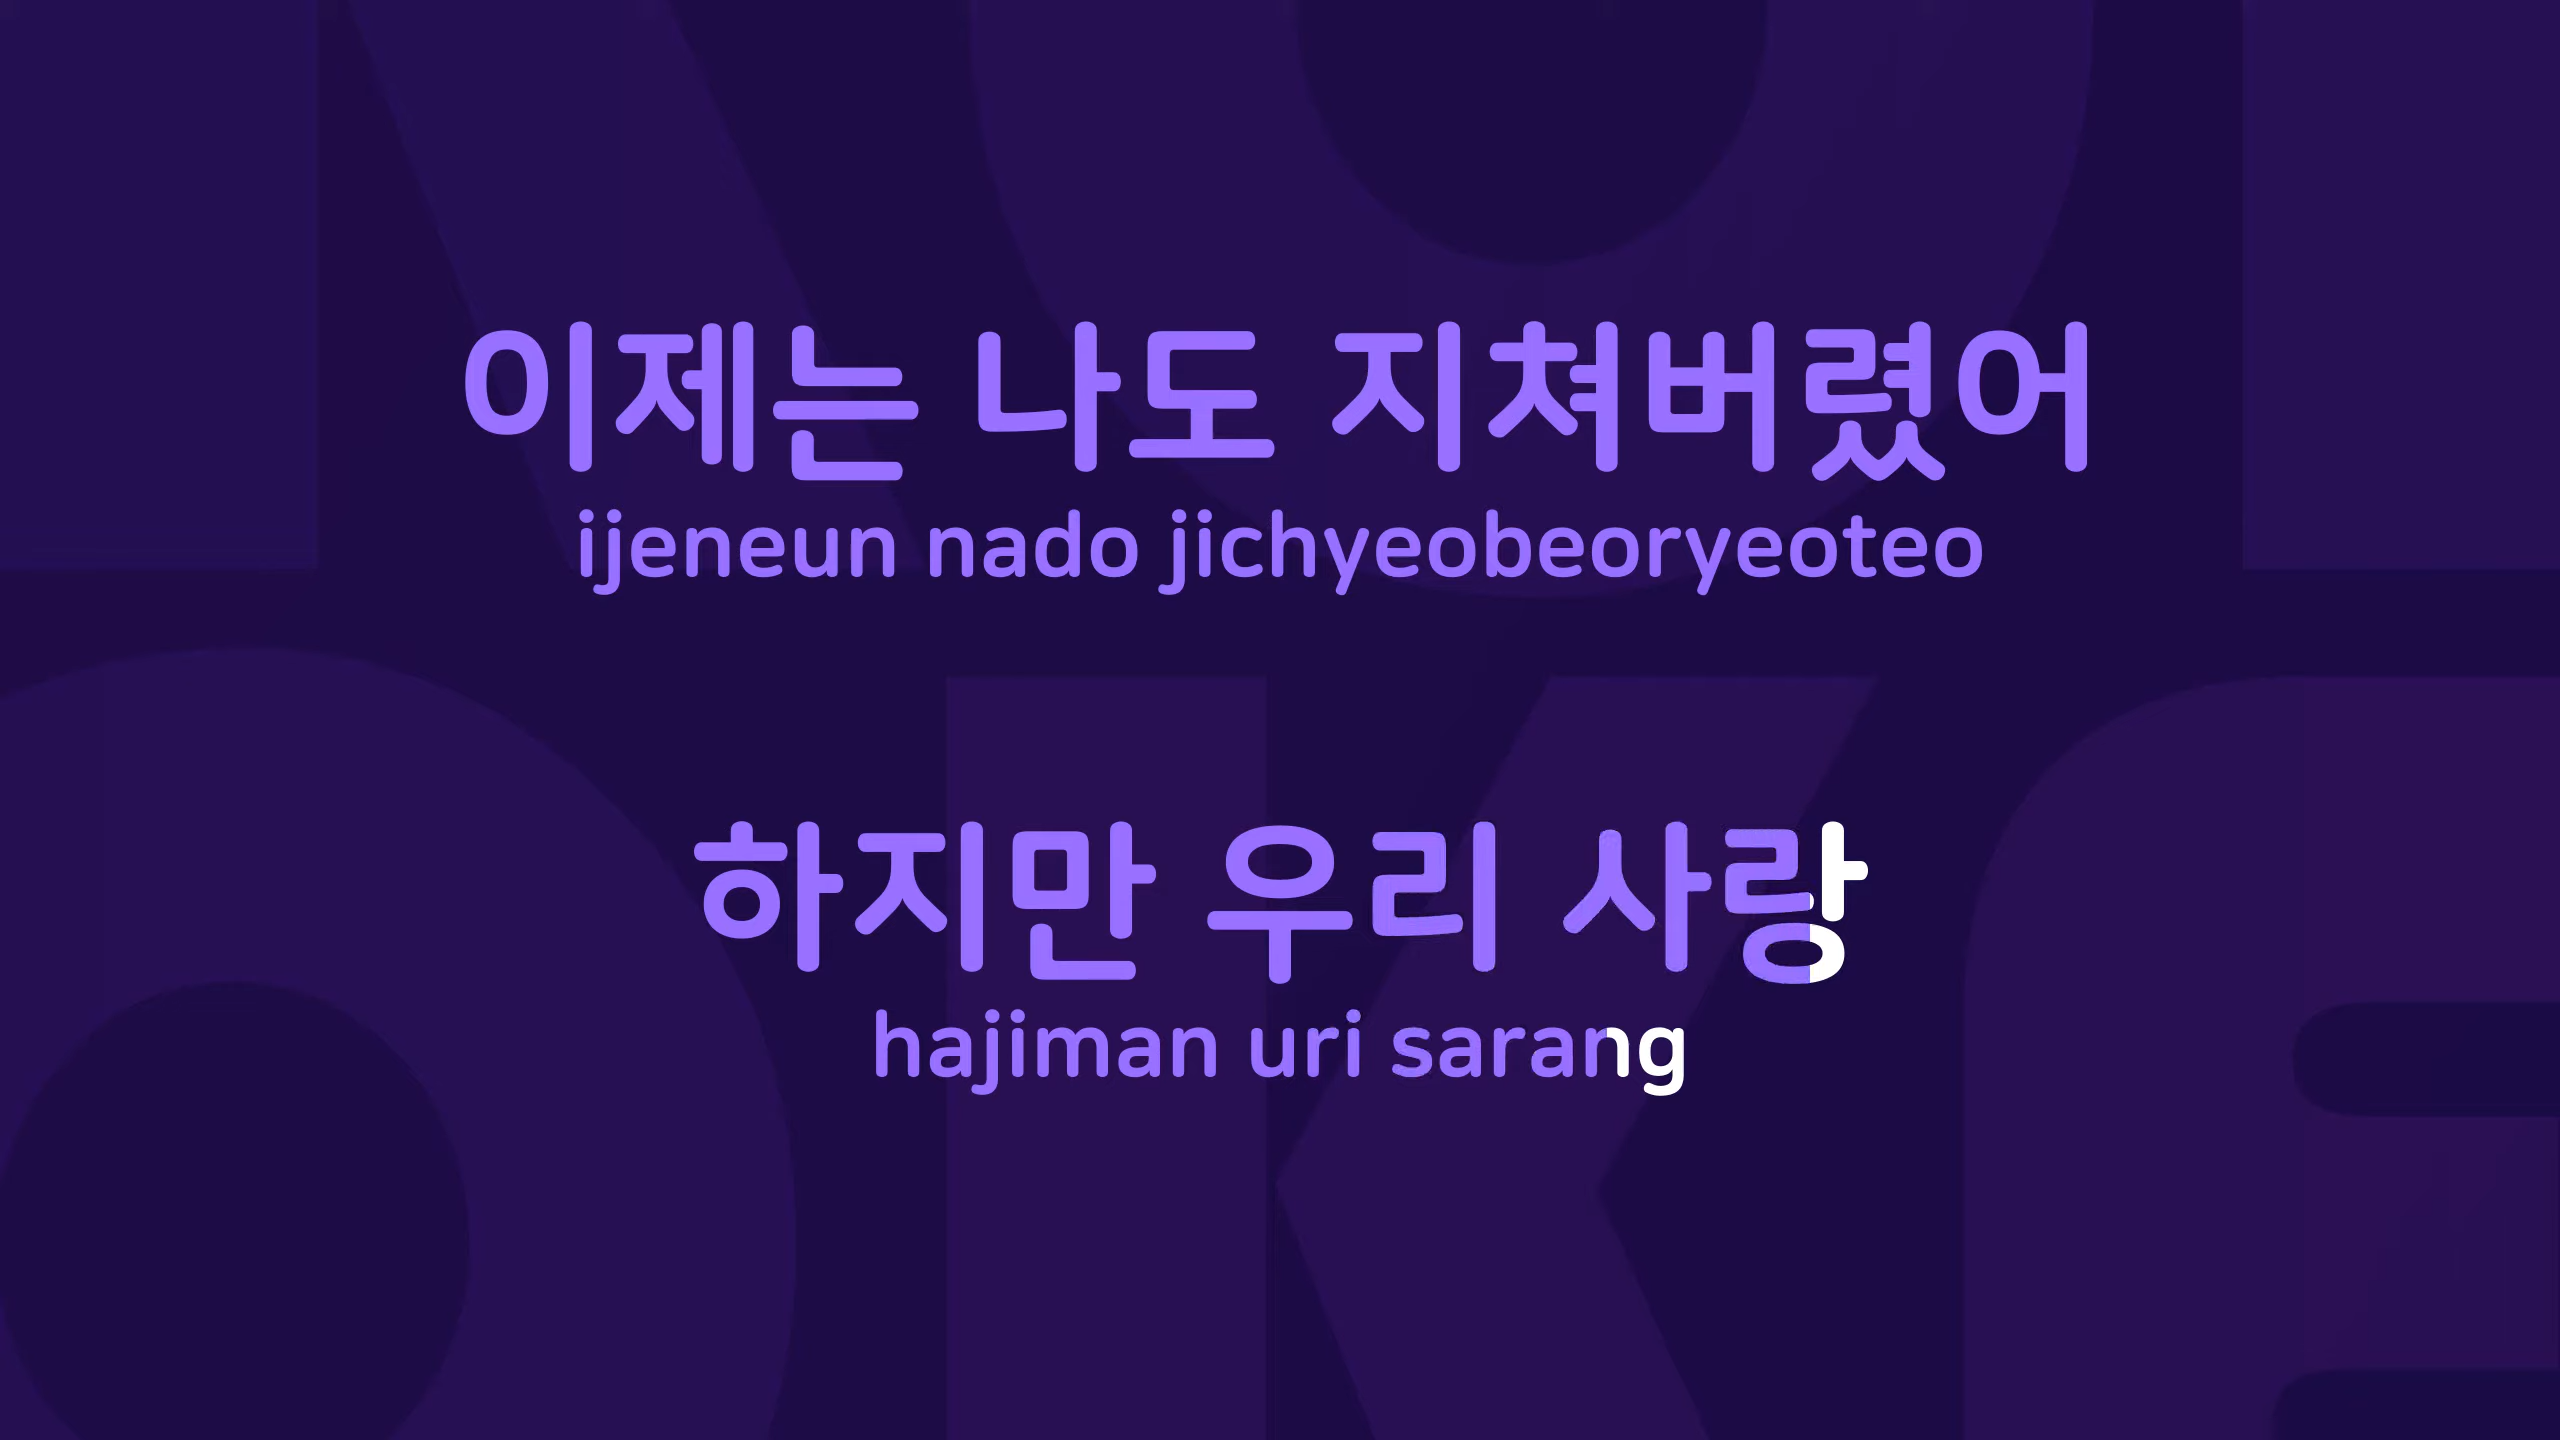 이제는 나도 지쳐버렸어
ijeneun nado jichyeobeoryeoteo
하지만 우리 사랑
hajiman uri sarang